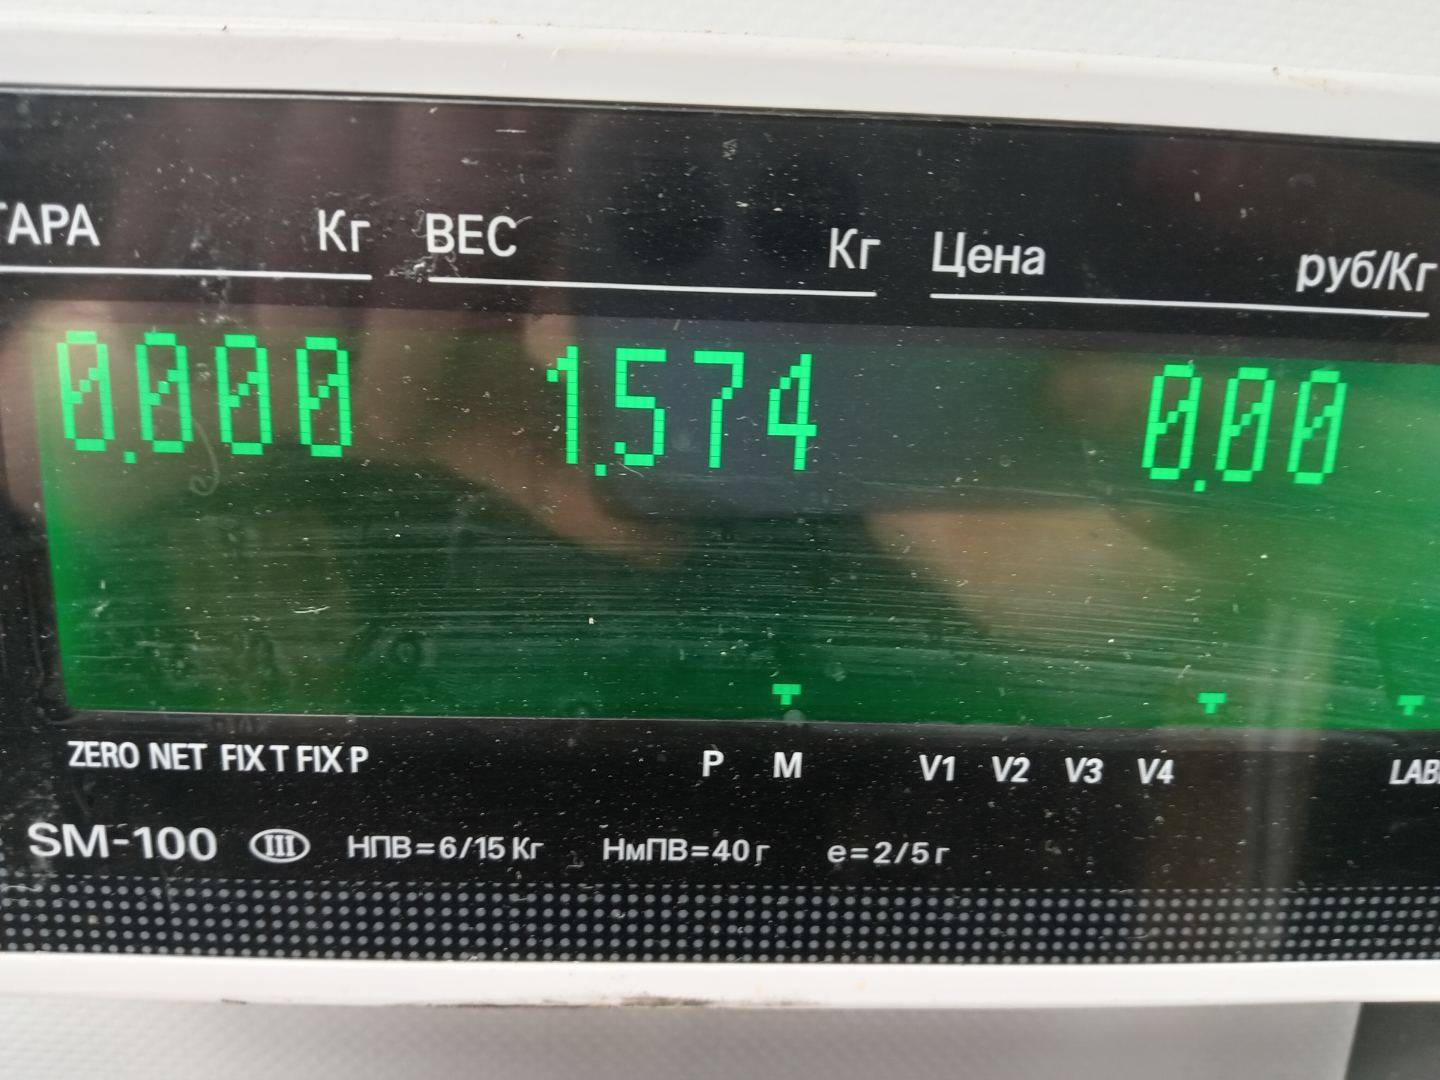 ТАРА Кг ВЕС Кг Цена руб/Кг
0.000 1.574 0.00
ZERO NET FIX T FIX P P M V1 V2 V3 V4
SM-100 III НПВ=6/15 Кг НмПВ=40 г e=2/5 г